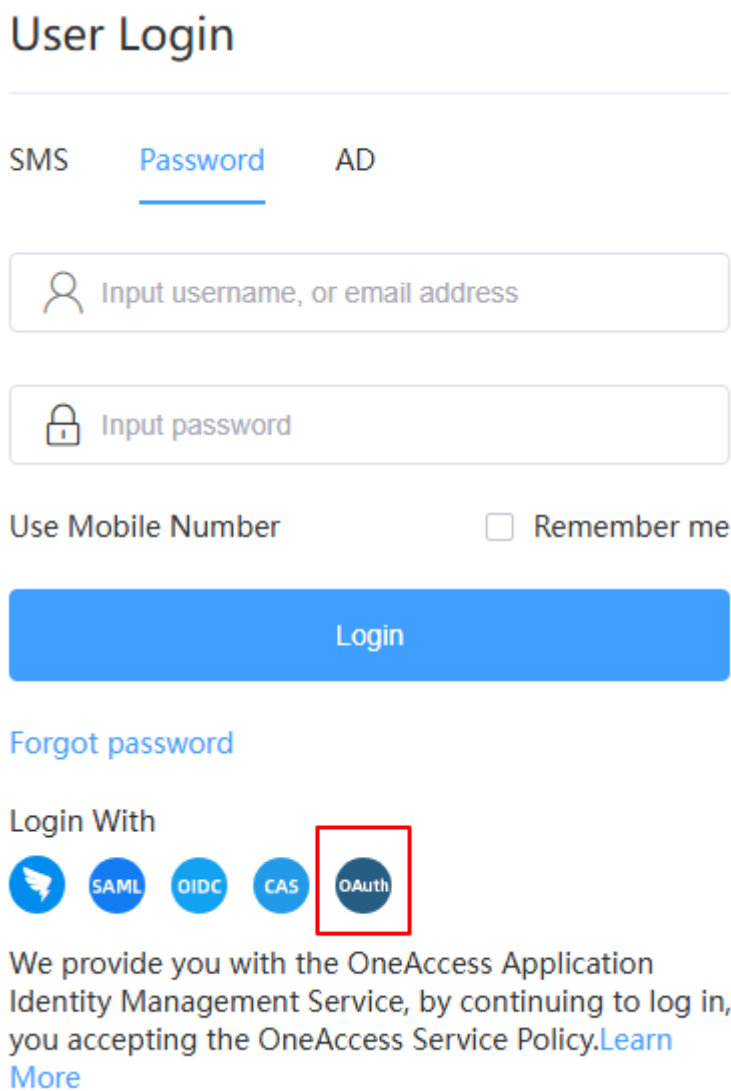 User Login
SMS Password AD
Input username, or email address
Input password
Use Mobile Number Remember me
Login
Forgot password
Login With
SAML OIDC CAS OAuth
We provide you with the OneAccess Application
Identity Management Service, by continuing to log in,
you accepting the OneAccess Service Policy.Learn
More